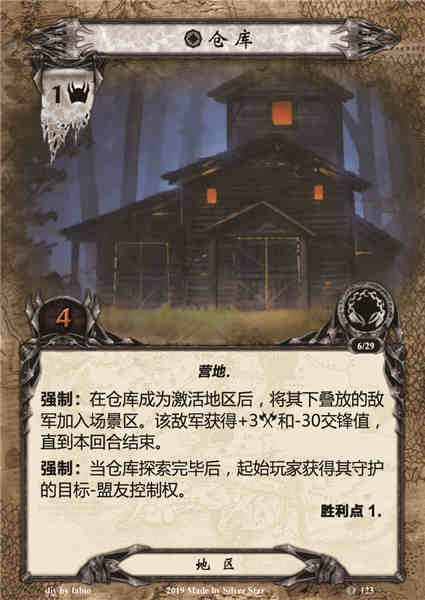 仓库
1
4
6/29
营地.
强制：在仓库成为激活地区后，将其下叠放的敌
军加入场景区。该敌军获得+3和-30交锋值，
直到本回合结束。
强制：当仓库探索完毕后，起始玩家获得其守护
的目标-盟友控制权。
胜利点 1.
地 区
diy by fabio
2019 Made by Silver Star
123